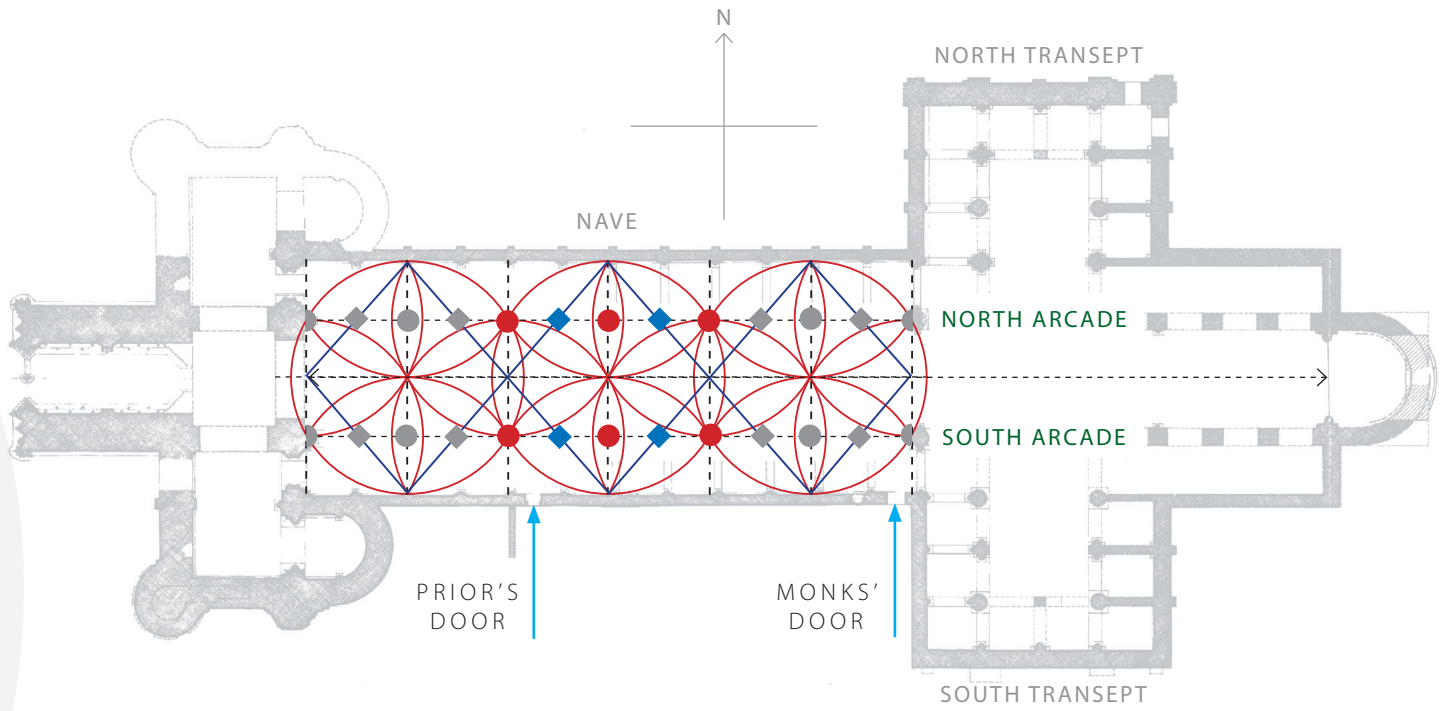 N
NORTH TRANSEPT
NAVE
NORTH ARCADE
SOUTH ARCADE
PRIOR'S
DOOR
MONKS'
DOOR
SOUTH TRANSEPT